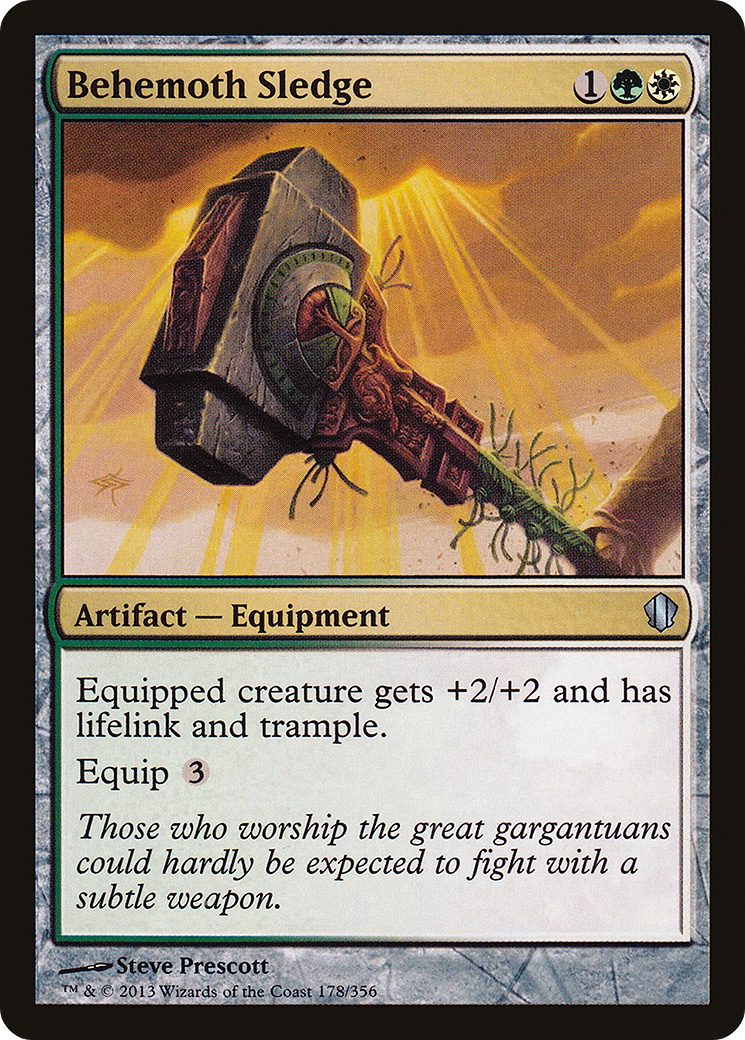 Behemoth Sledge 1
Artifact — Equipment
Equipped creature gets +2/+2 and has
lifelink and trample.
Equip 3
Those who worship the great gargantuans
could hardly be expected to fight with a
subtle weapon.
Steve Prescott
™ & © 2013 Wizards of the Coast 178/356